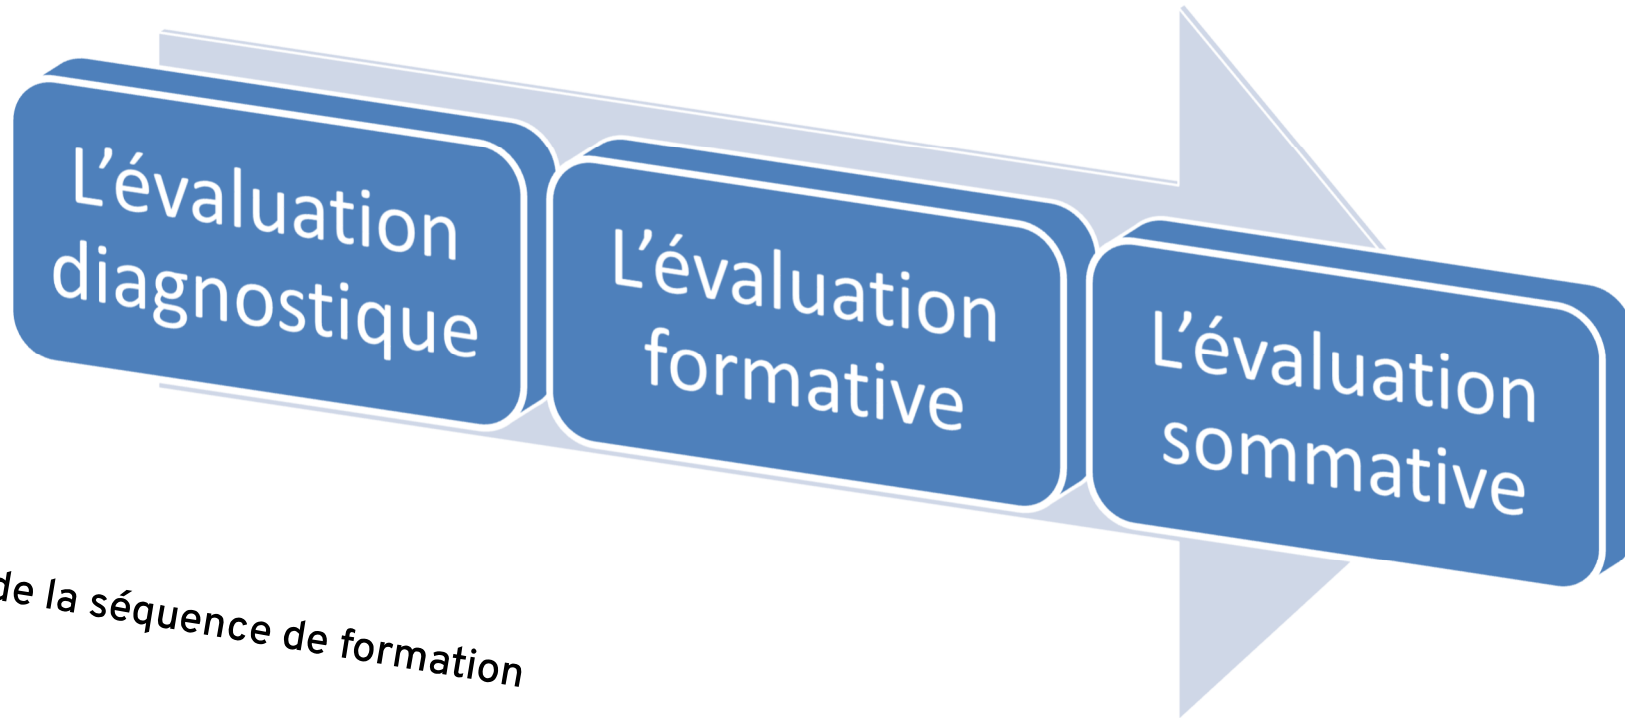 L’évaluation
diagnostique
L’évaluation
formative
L’évaluation
sommative
de la séquence de formation